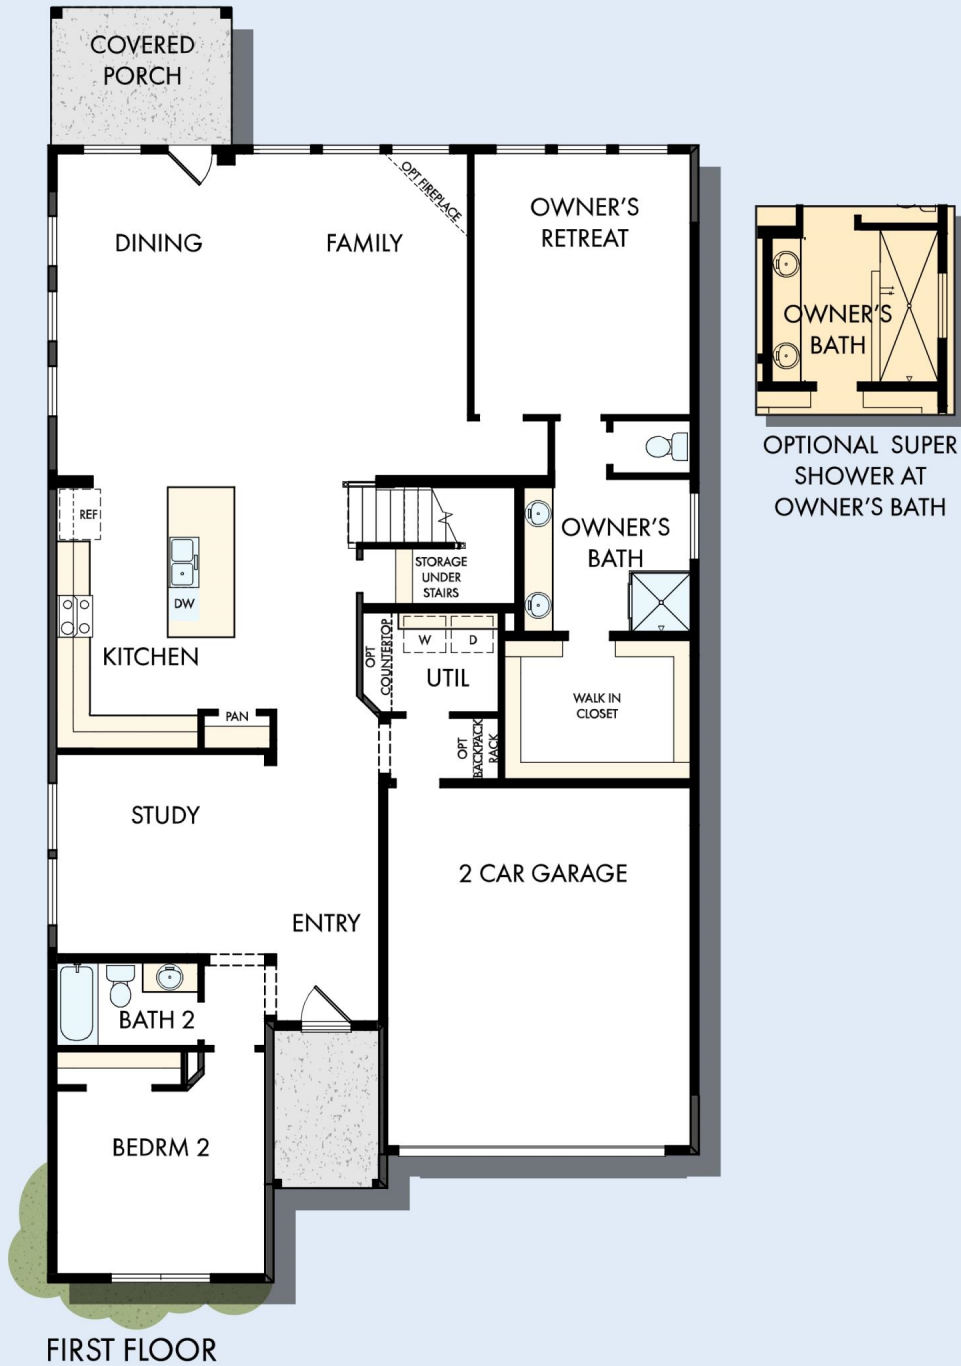 COVERED
PORCH
OPT FIREPLACE
OWNER'S
RETREAT
DINING
FAMILY
OWNER'S
BATH
OPTIONAL SUPER
SHOWER AT
OWNER'S BATH
REF
DW
KITCHEN
PAN
STORAGE
UNDER
STAIRS
OWNER'S
BATH
OPT
COUNTERTOP
W
D
UTIL
WALK IN
CLOSET
OPT
BACKPACK
RACK
STUDY
2 CAR GARAGE
ENTRY
BATH 2
BEDRM 2
FIRST FLOOR